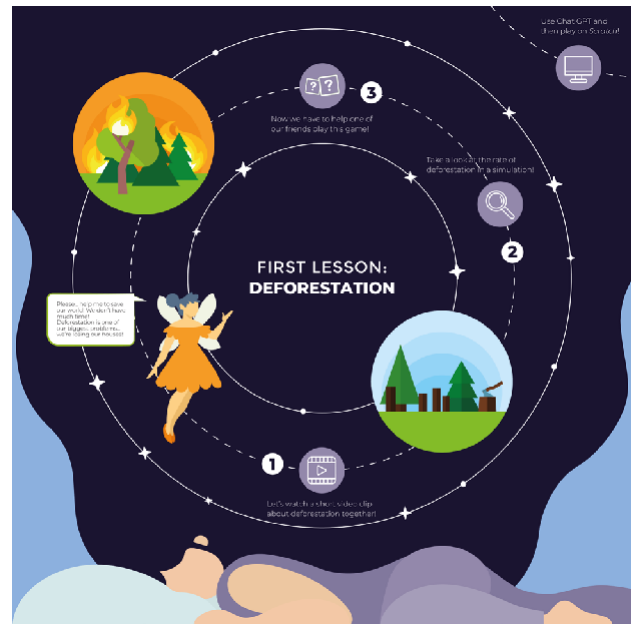 Use Chat GPT and
then play on Scratch!
3
Now we have to help one of
our friends play this game!
Take a look at the rate of
deforestation in a simulation!
2
FIRST LESSON:
DEFORESTATION
Please, help me to save
our world! We don't have
much time!
Deforestation is one of
our biggest problems...
we're losing our houses!
1
Let's watch a short video clip
about deforestation together!